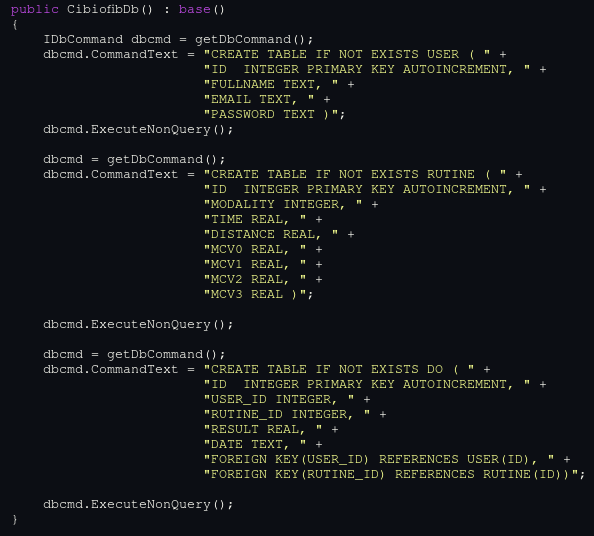 public CibiofibDb() : base()
{
    IDbCommand dbcmd = getDbCommand();
    dbcmd.CommandText = "CREATE TABLE IF NOT EXISTS USER ( " +
                        "ID  INTEGER PRIMARY KEY AUTOINCREMENT, " +
                        "FULLNAME TEXT, " +
                        "EMAIL TEXT, " +
                        "PASSWORD TEXT )";
    dbcmd.ExecuteNonQuery();

    dbcmd = getDbCommand();
    dbcmd.CommandText = "CREATE TABLE IF NOT EXISTS RUTINE ( " +
                        "ID  INTEGER PRIMARY KEY AUTOINCREMENT, " +
                        "MODALITY INTEGER, " +
                        "TIME REAL, " +
                        "DISTANCE REAL, " +
                        "MCV0 REAL, " +
                        "MCV1 REAL, " +
                        "MCV2 REAL, " +
                        "MCV3 REAL )";

    dbcmd.ExecuteNonQuery();

    dbcmd = getDbCommand();
    dbcmd.CommandText = "CREATE TABLE IF NOT EXISTS DO ( " +
                        "ID  INTEGER PRIMARY KEY AUTOINCREMENT, " +
                        "USER_ID INTEGER, " +
                        "RUTINE_ID INTEGER, " +
                        "RESULT REAL, " +
                        "DATE TEXT, " +
                        "FOREIGN KEY(USER_ID) REFERENCES USER(ID), " +
                        "FOREIGN KEY(RUTINE_ID) REFERENCES RUTINE(ID))";

    dbcmd.ExecuteNonQuery();
}